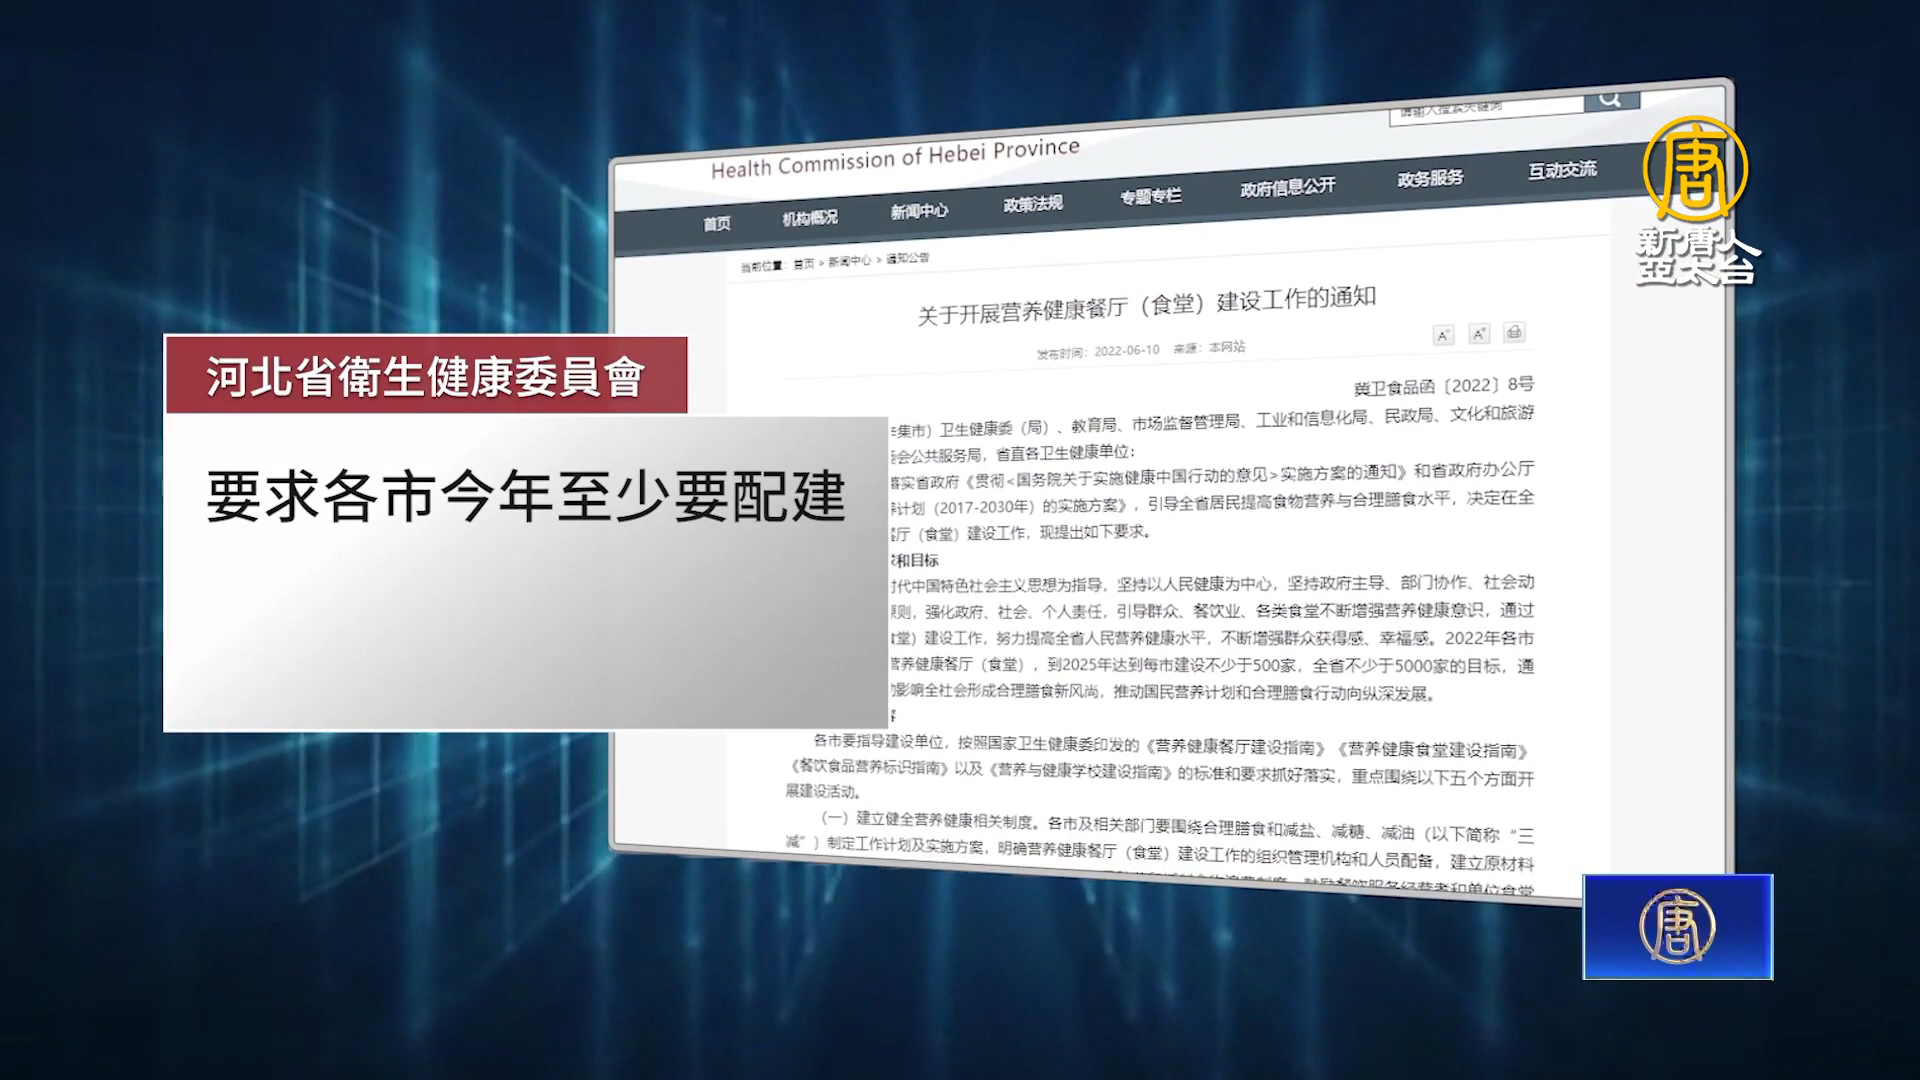 Health Commission of Hebei Province
首页 机构概况 新闻中心 政策法规 专题专栏 政府信息公开 政务服务 互动交流
唐
新唐人
亞太台
当前位置：首页 > 新闻中心 > 通知公告
关于开展营养健康餐厅（食堂）建设工作的通知
发布时间：2022-06-10 来源：本网站
A- A+
冀卫食品函〔2022〕8号
河北省衛生健康委員會
要求各市今年至少要配建
集市）卫生健康委（局）、教育局、市场监督管理局、工业和信息化局、民政局、文化和旅游
会公共服务局，省直各卫生健康单位：
落实省政府《贯彻<国务院关于实施健康中国行动的意见>实施方案的通知》和省政府办公厅
计划（2017-2030年）的实施方案》，引导全省居民提高食物营养与合理膳食水平，决定在全
厅（食堂）建设工作，现提出如下要求。
和目标
时代中国特色社会主义思想为指导，坚持以人民健康为中心，坚持政府主导、部门协作、社会动
原则，强化政府、社会、个人责任，引导群众、餐饮业、各类食堂不断增强营养健康意识，通过
食堂）建设工作，努力提高全省人民营养健康水平，不断增强群众获得感、幸福感。2022年各市
营养健康餐厅（食堂），到2025年达到每市建设不少于500家，全省不少于5000家的目标，通
影响全社会形成合理膳食新风尚，推动国民营养计划和合理膳食行动向纵深发展。
各市要指导建设单位，按照国家卫生健康委印发的《营养健康餐厅建设指南》《营养健康食堂建设指南》
《餐饮食品营养标识指南》以及《营养与健康学校建设指南》的标准和要求抓好落实，重点围绕以下五个方面开
展建设活动。
（一）建立健全营养健康相关制度。各市及相关部门要围绕合理膳食和减盐、减糖、减油（以下简称“三
减”）制定工作计划及实施方案，明确营养健康餐厅（食堂）建设工作的组织管理机构和人员配备，建立原材料
唐